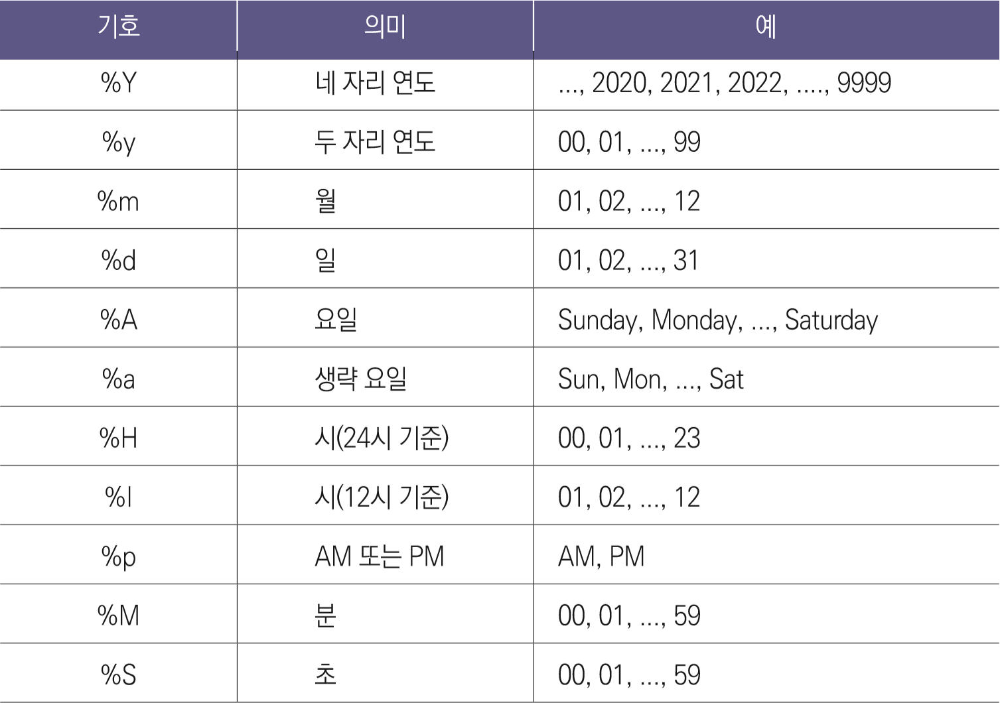 기호 의미 예
%Y 네 자리 연도 ..., 2020, 2021, 2022, ...., 9999
%y 두 자리 연도 00, 01, ..., 99
%m 월 01, 02, ..., 12
%d 일 01, 02, ..., 31
%A 요일 Sunday, Monday, ..., Saturday
%a 생략 요일 Sun, Mon, ..., Sat
%H 시(24시 기준) 00, 01, ..., 23
%I 시(12시 기준) 01, 02, ..., 12
%p AM 또는 PM AM, PM
%M 분 00, 01, ..., 59
%S 초 00, 01, ..., 59